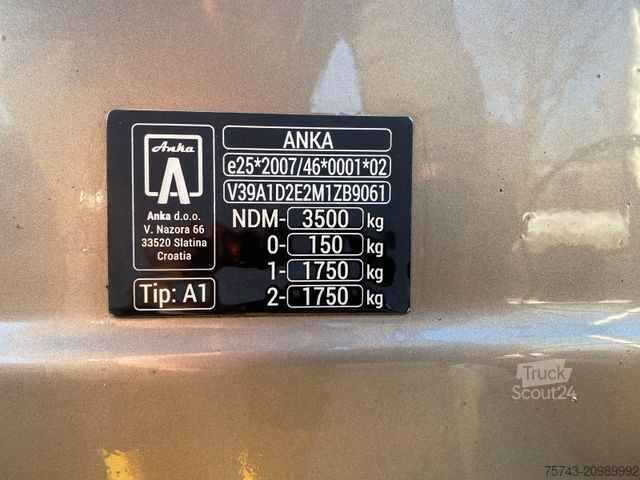 Anka
A
Anka d.o.o.
V. Nazora 66
33520 Slatina
Croatia
Tip: A1
ANKA
e25*2007/46*0001*02
V39A1D2E2M1ZB9061
NDM- 3500 kg
0- 150 kg
1- 1750 kg
2- 1750 kg
Truck
Scout24
75743-20989992